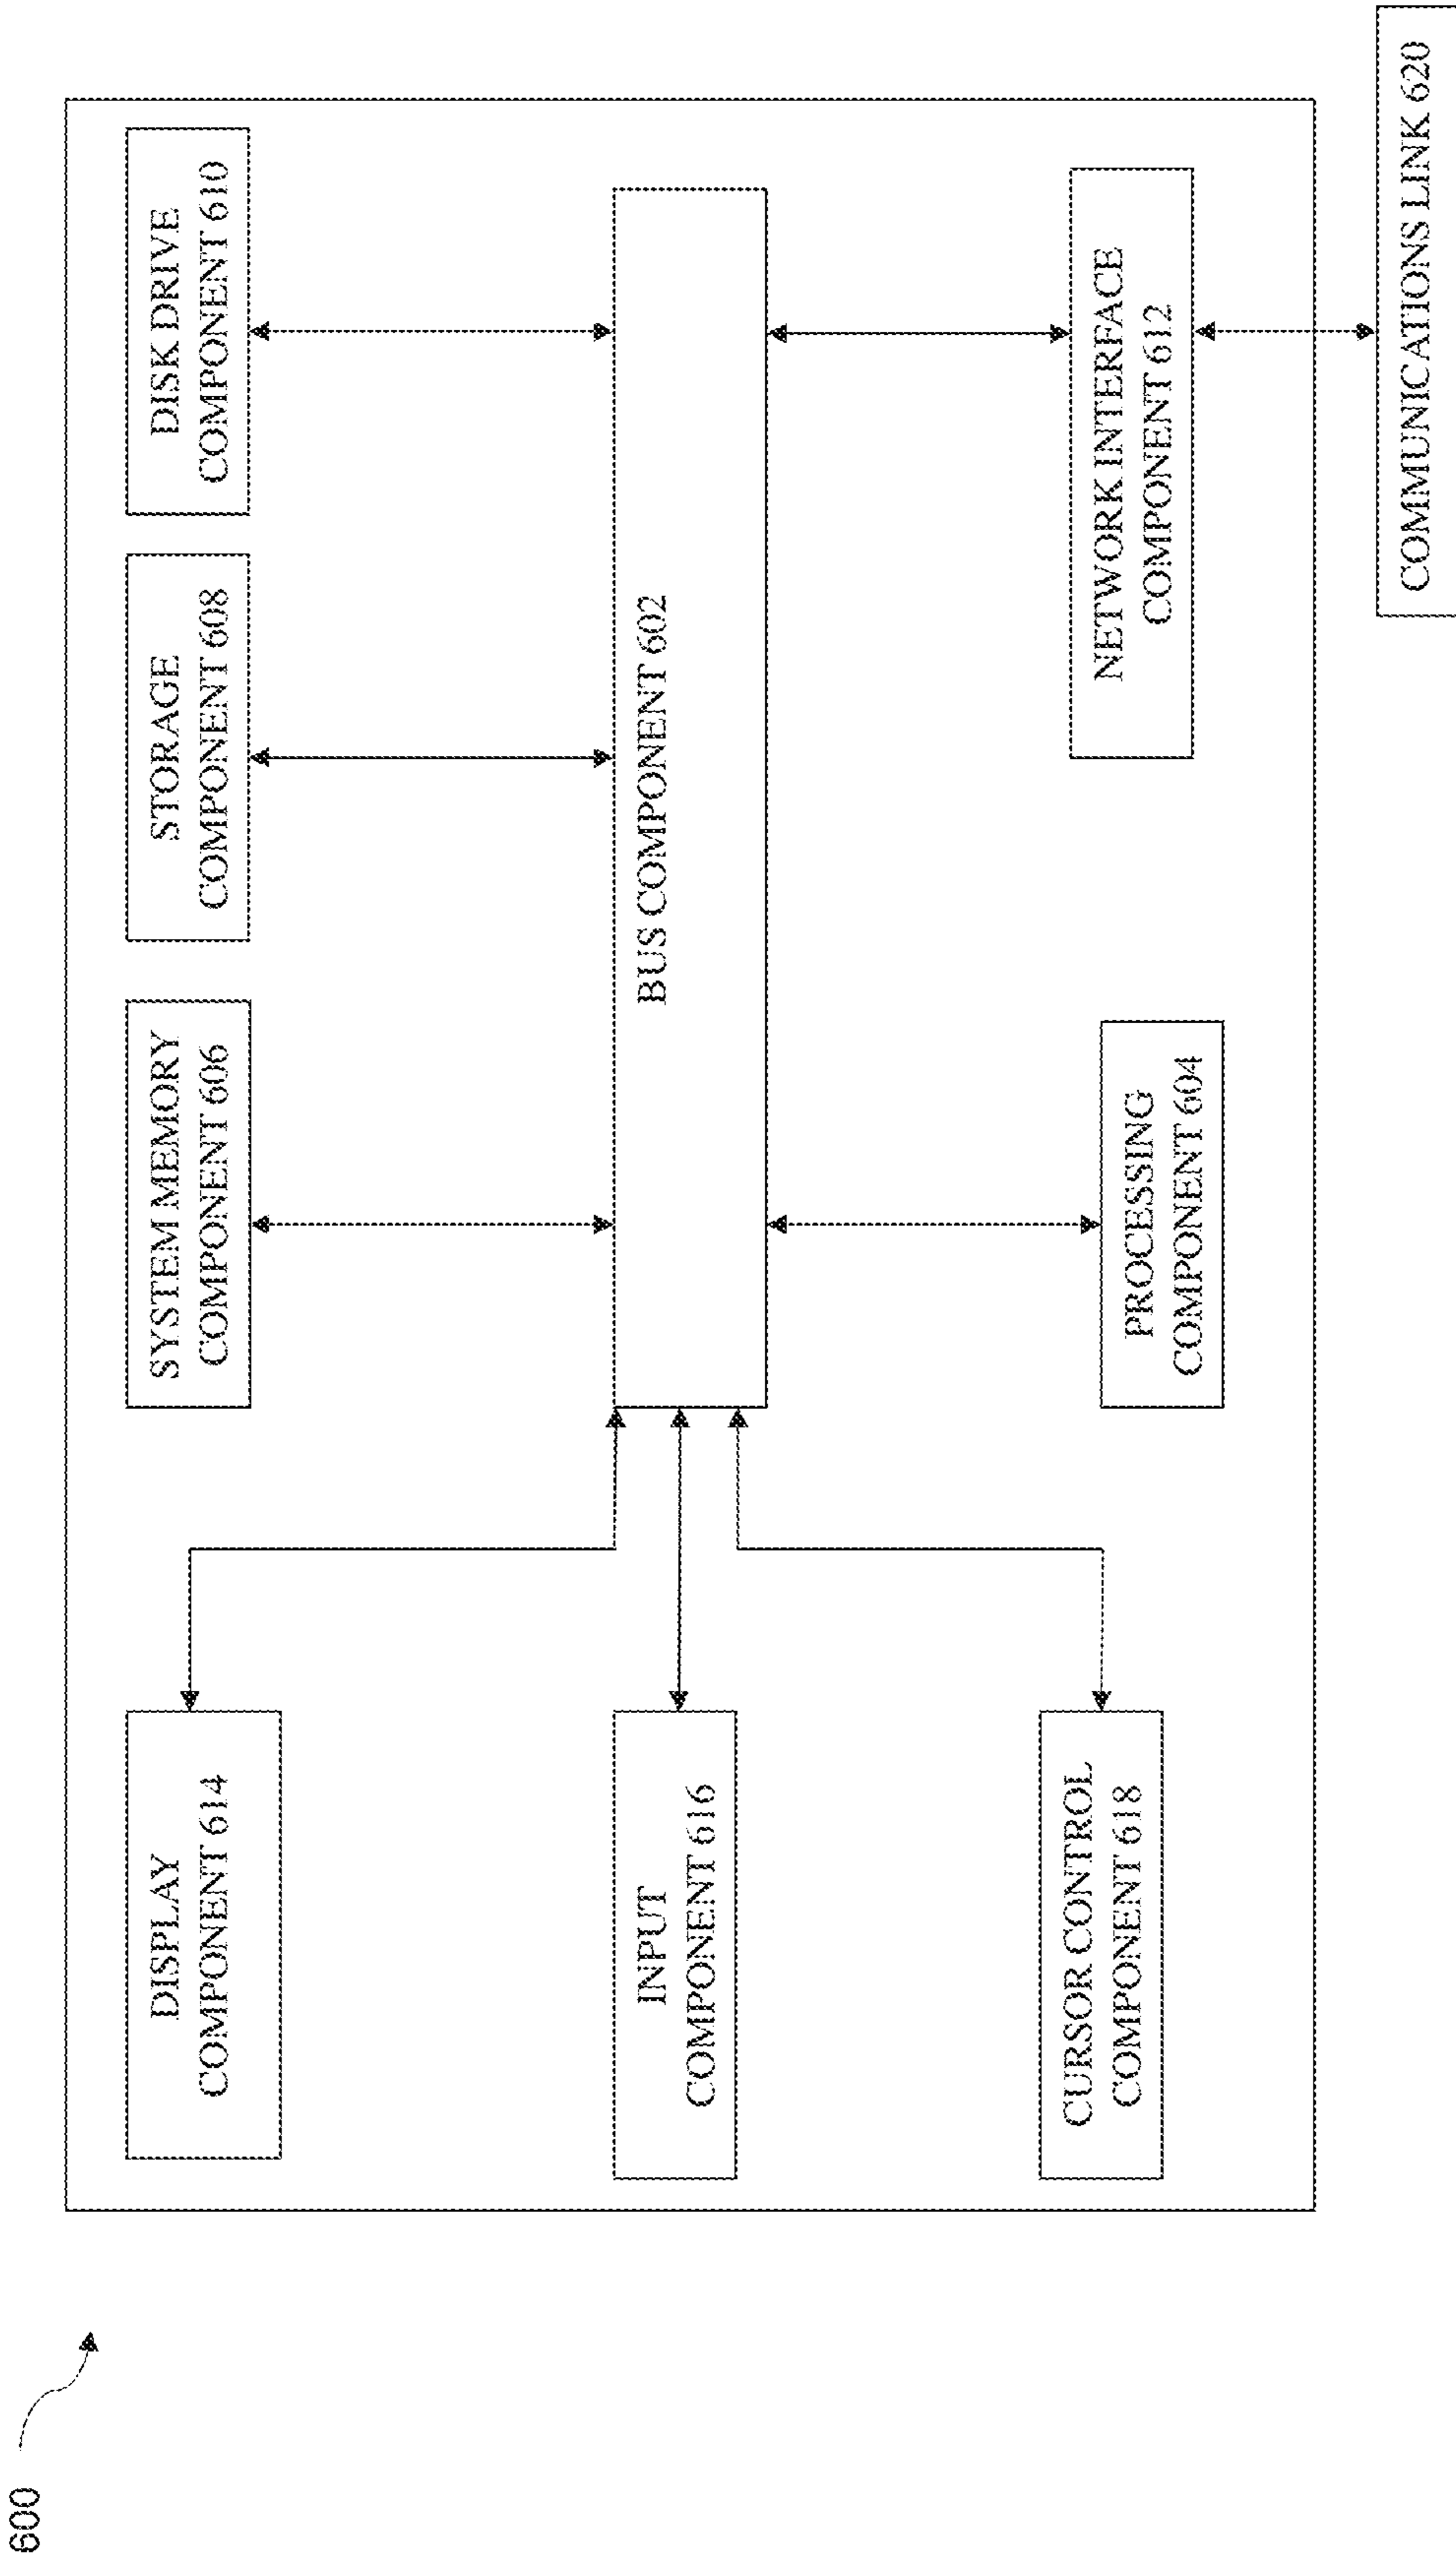 600
DISPLAY
COMPONENT 614
SYSTEM MEMORY
COMPONENT 606
STORAGE
COMPONENT 608
DISK DRIVE
COMPONENT 610
INPUT
COMPONENT 616
BUS COMPONENT 602
CURSOR CONTROL
COMPONENT 618
PROCESSING
COMPONENT 604
NETWORK INTERFACE
COMPONENT 612
COMMUNICATIONS LINK 620